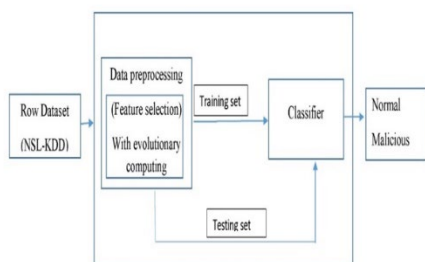 Row Dataset
(NSL-KDD)
Data preprocessing
(Feature selection)
With evolutionary
computing
Training set
Testing set
Classifier
Normal
Malicious